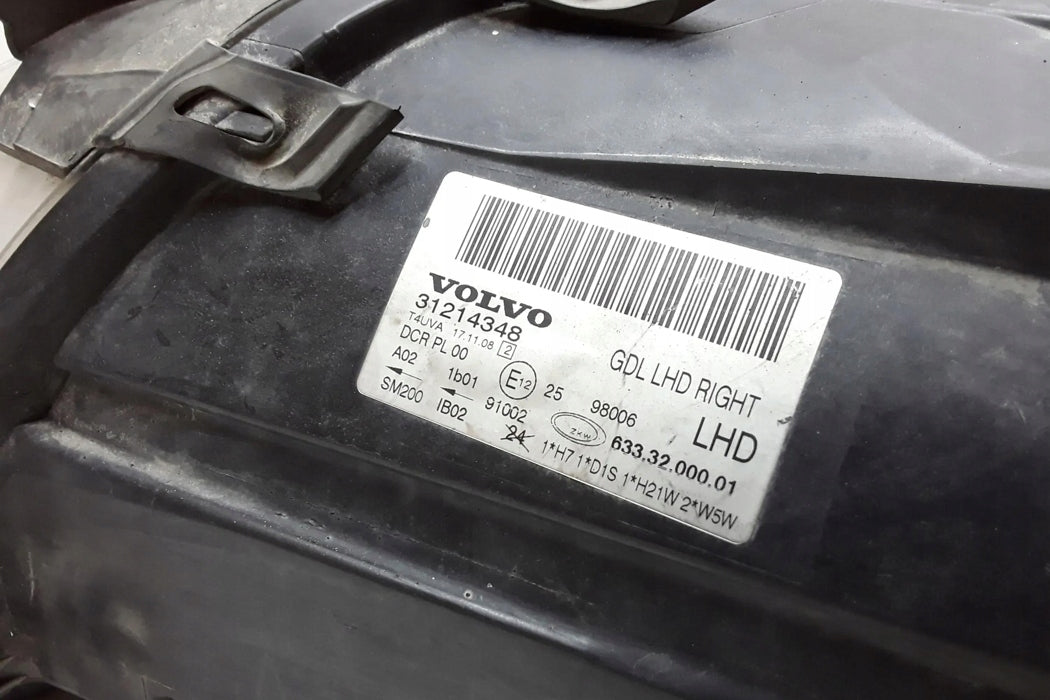 VOLVO
31214348
T4UVA 17.11.08 2
DCR PL 00
GDL LHD RIGHT
A02 1b01 E12 25 98006 LHD
SM200 IB02 91002 ZKW 633.32.000.01
24 1*H7 1*D1S 1*H21W 2*W5W